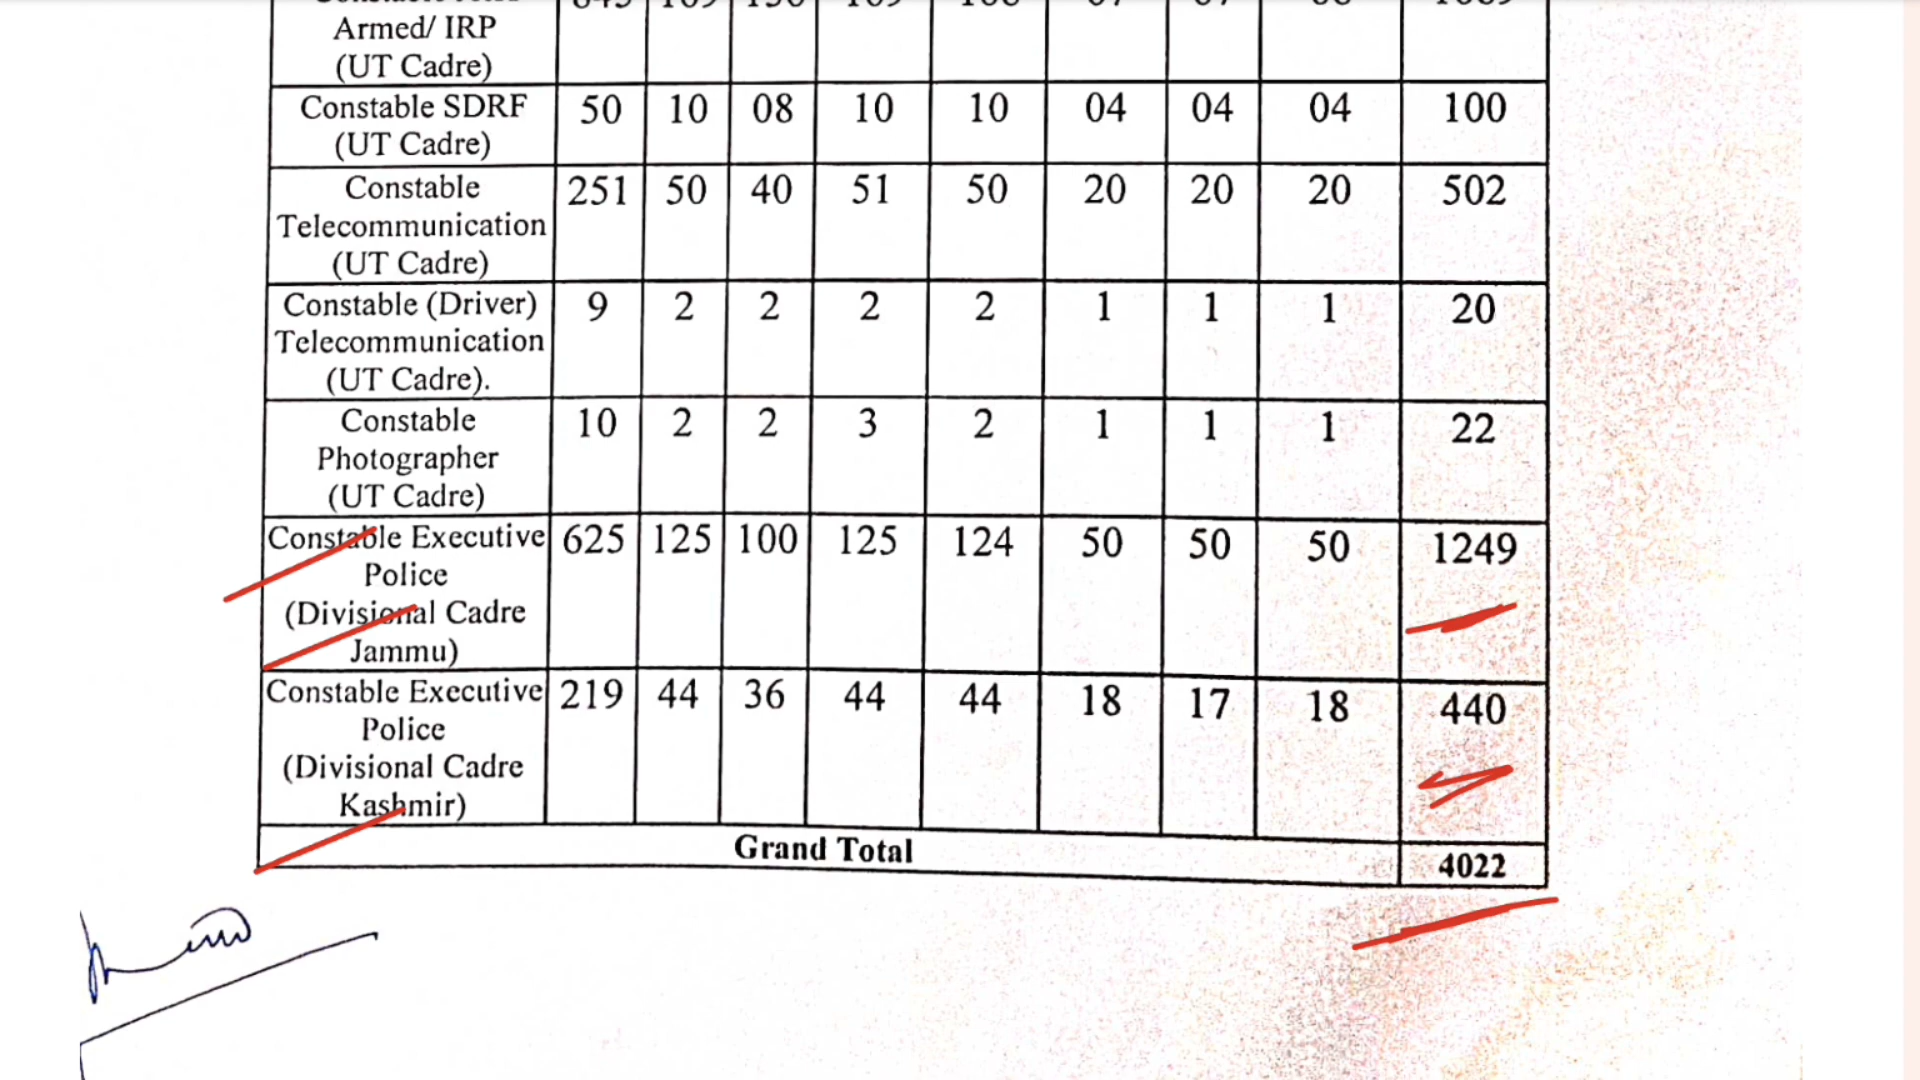 Armed/ IRP
(UT Cadre)
Constable SDRF 50 10 08 10 10 04 04 04 100
(UT Cadre)
Constable 251 50 40 51 50 20 20 20 502
Telecommunication
(UT Cadre)
Constable (Driver) 9 2 2 2 2 1 1 1 20
Telecommunication
(UT Cadre).
Constable 10 2 2 3 2 1 1 1 22
Photographer
(UT Cadre)
Constable Executive 625 125 100 125 124 50 50 50 1249
Police
(Divisional Cadre
Jammu)
Constable Executive 219 44 36 44 44 18 17 18 440
Police
(Divisional Cadre
Kashmir)
Grand Total 4022